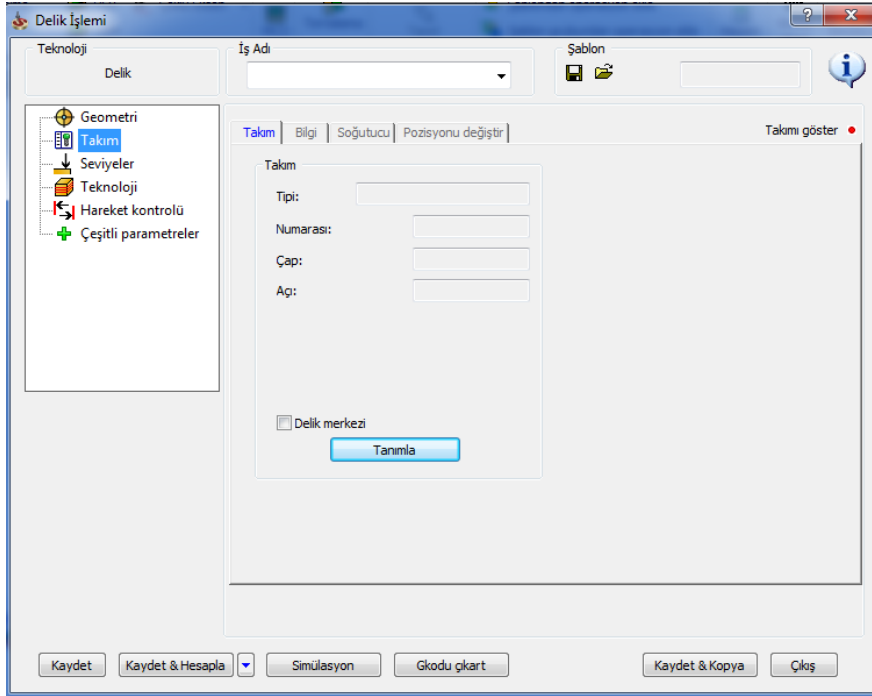 Delik İşlemi
Teknoloji
Delik
İş Adı
Şablon
Geometri
Takım
Seviyeler
Teknoloji
Hareket kontrolü
Çeşitli parametreler
Takım Bilgi Soğutucu Pozisyonu değiştir
Takımı göster
Takım
Tipi:
Numarası:
Çap:
Açı:
Delik merkezi
Tanımla
Kaydet Kaydet & Hesapla Simülasyon Gkodu çıkart Kaydet & Kopya Çıkış